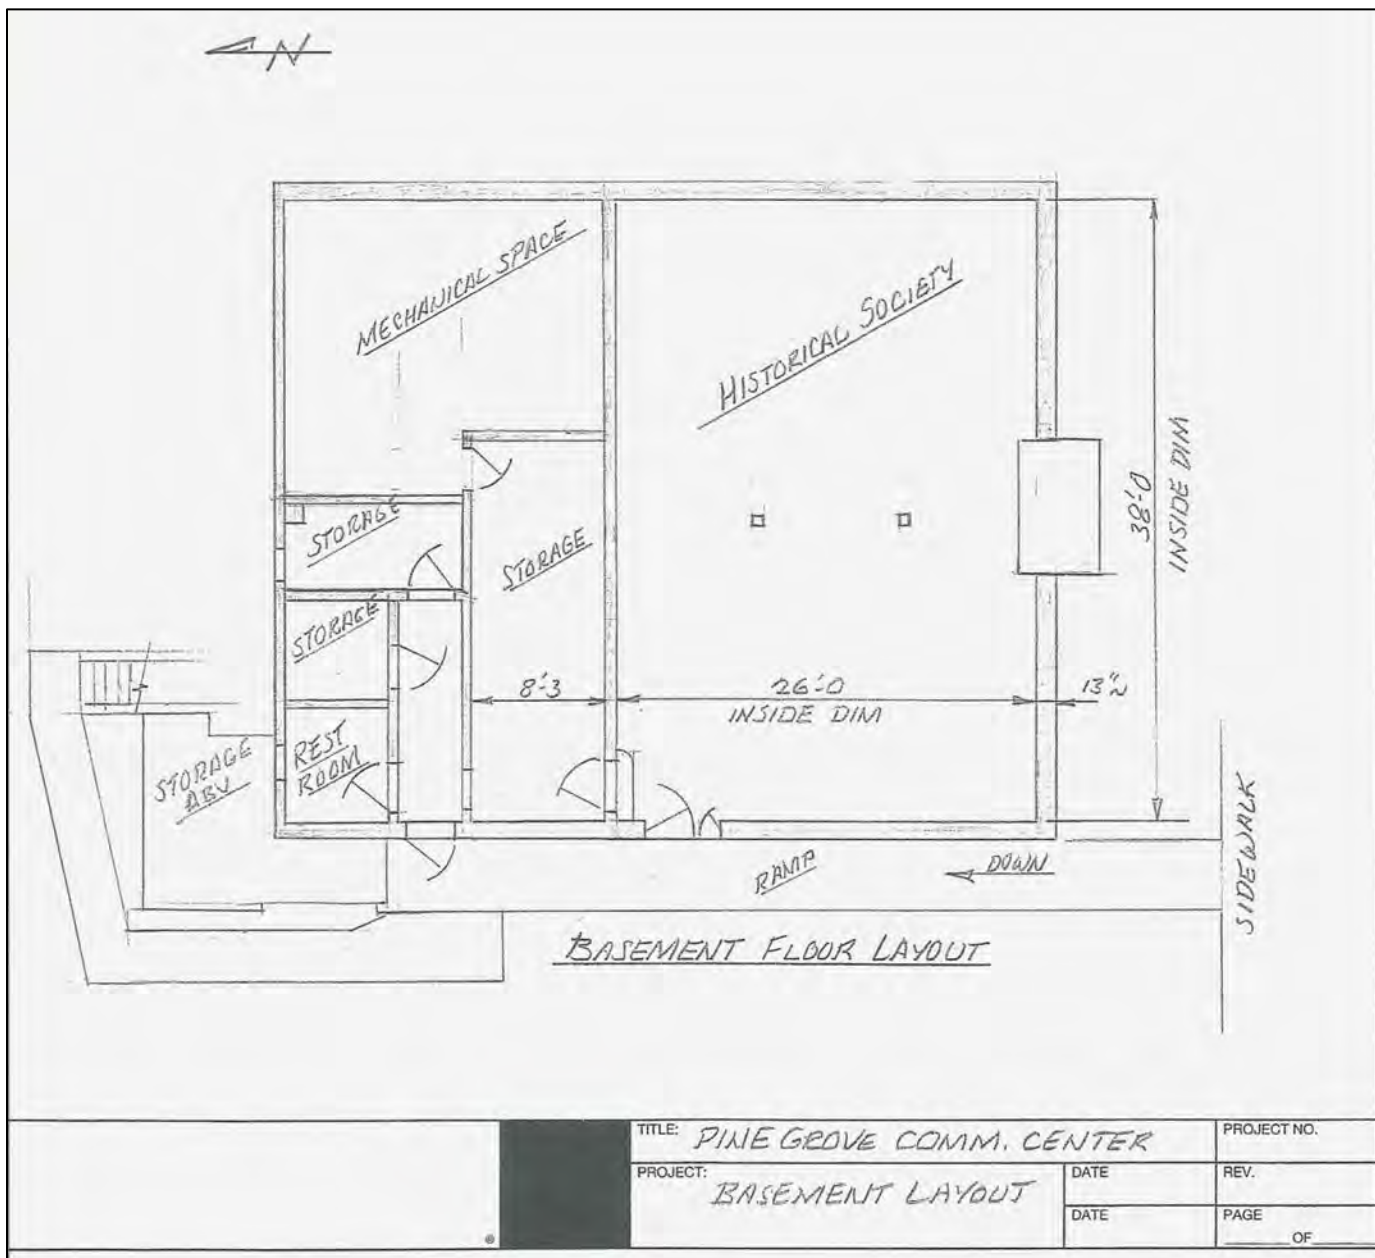 N
MECHANICAL SPACE
HISTORICAL SOCIETY
STORAGE
STORAGE
STORAGE
38'-0
INSIDE DIM
8'-3
26'-0
INSIDE DIM
13"
REST
ROOM
STORAGE
ABV
SIDEWALK
RAMP
DOWN
BASEMENT FLOOR LAYOUT
TITLE: PINE GROVE COMM. CENTER
PROJECT NO.
PROJECT: BASEMENT LAYOUT
DATE
REV.
DATE
PAGE
OF